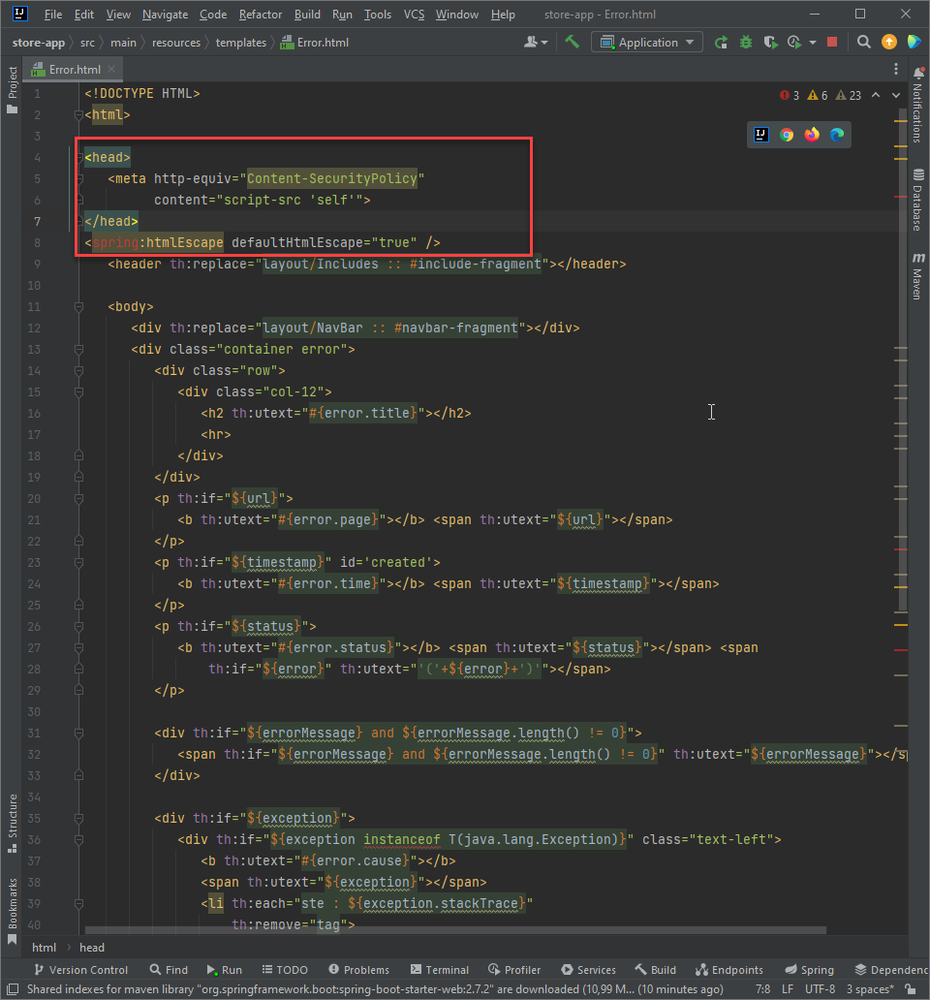 File Edit View Navigate Code Refactor Build Run Tools VCS Window Help store-app - Error.html
store-app src main resources templates Error.html Application
Project
Error.html
3 6 23
Notifications
Database
Maven
1 <!DOCTYPE HTML>
2 <html>
3
4 <head>
5 <meta http-equiv="Content-SecurityPolicy"
6 content="script-src 'self'">
7 </head>
8 <spring:htmlEscape defaultHtmlEscape="true" />
9 <header th:replace="layout/Includes :: #include-fragment"></header>
10
11 <body>
12 <div th:replace="layout/NavBar :: #navbar-fragment"></div>
13 <div class="container error">
14 <div class="row">
15 <div class="col-12">
16 <h2 th:utext="#{error.title}"></h2>
17 <hr>
18 </div>
19 </div>
20 <p th:if="${url}">
21 <b th:utext="#{error.page}"></b> <span th:utext="${url}"></span>
22 </p>
23 <p th:if="${timestamp}" id='created'>
24 <b th:utext="#{error.time}"></b> <span th:utext="${timestamp}"></span>
25 </p>
26 <p th:if="${status}">
27 <b th:utext="#{error.status}"></b> <span th:utext="${status}"></span> <span
28 th:if="${error}" th:utext="'('+${error}+')'"></span>
29 </p>
30
31 <div th:if="${errorMessage} and ${errorMessage.length() != 0}">
32 <span th:if="${errorMessage} and ${errorMessage.length() != 0}" th:utext="${errorMessage}"></sp
33 </div>
34
35 <div th:if="${exception}">
36 <div th:if="${exception instanceof T(java.lang.Exception)}" class="text-left">
37 <b th:utext="#{error.cause}"></b>
38 <span th:utext="${exception}"></span>
39 <li th:each="ste : ${exception.stackTrace}"
40 th:remove="tag">
Structure
Bookmarks
html head
Version Control Find Run TODO Problems Terminal Profiler Services Build Endpoints Spring Dependenc
Shared indexes for maven library "org.springframework.boot:spring-boot-starter-web:2.7.2" are downloaded (10,99 M... (10 minutes ago) 7:8 LF UTF-8 3 spaces*